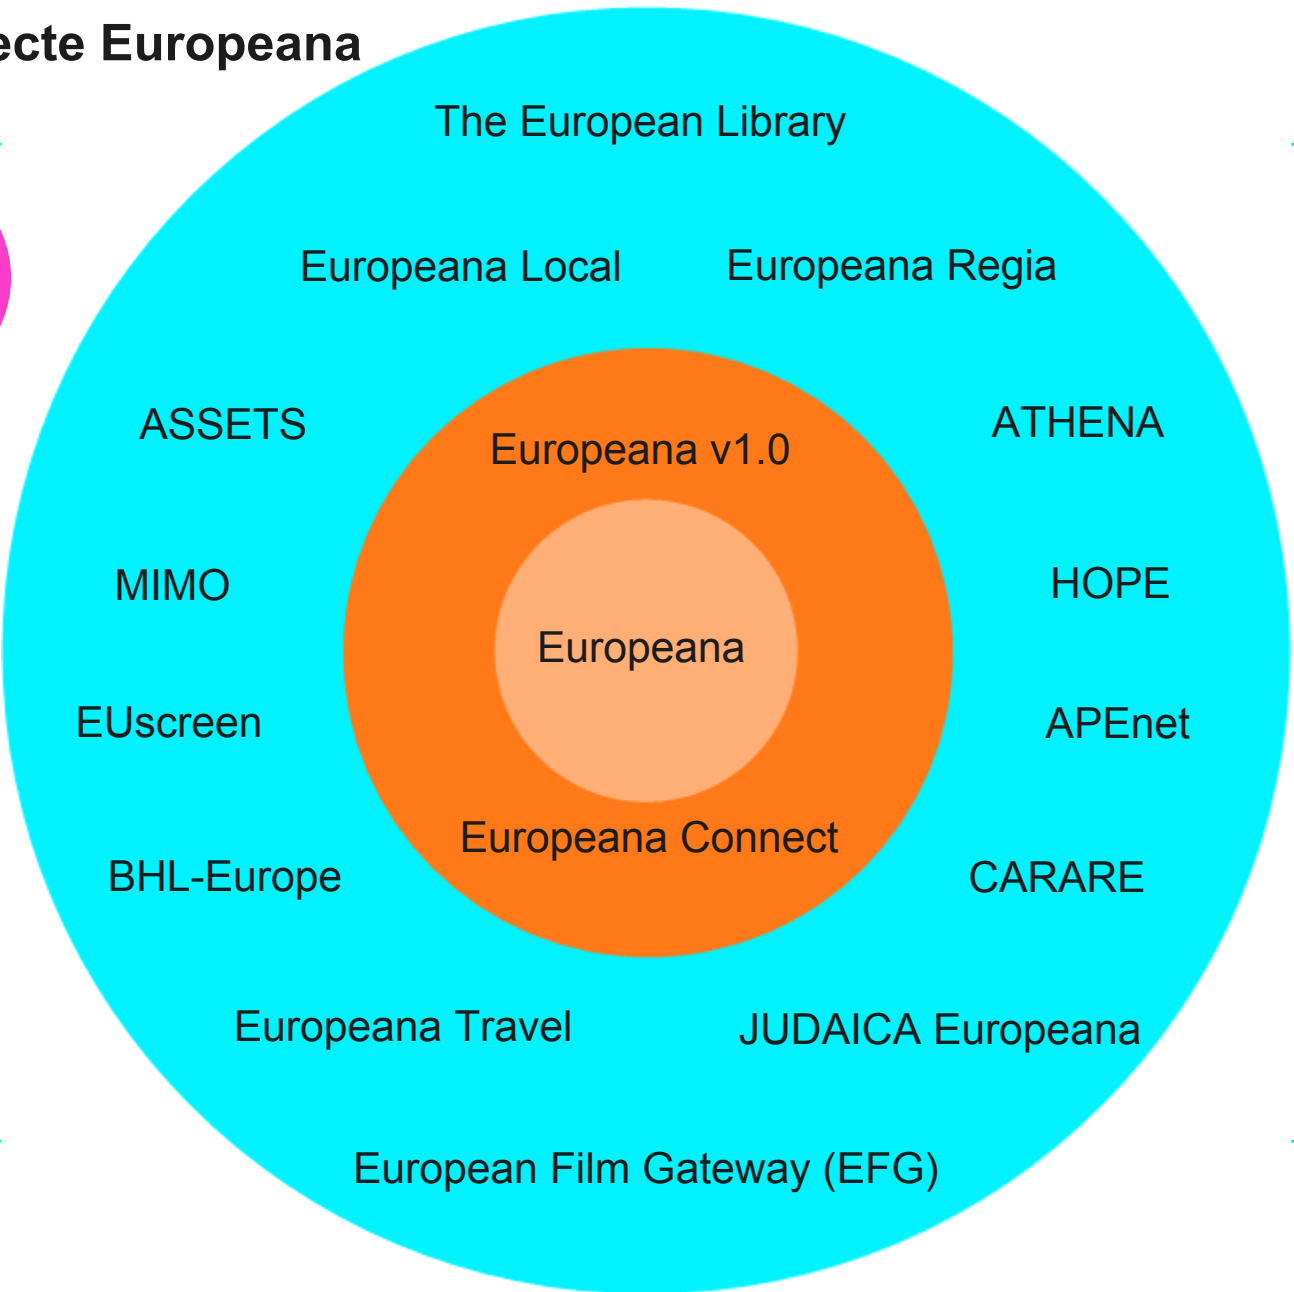 ecte Europeana
The European Library
Europeana Local
Europeana Regia
ASSETS
ATHENA
Europeana v1.0
MIMO
HOPE
Europeana
EUscreen
APEnet
Europeana Connect
BHL-Europe
CARARE
Europeana Travel
JUDAICA Europeana
European Film Gateway (EFG)